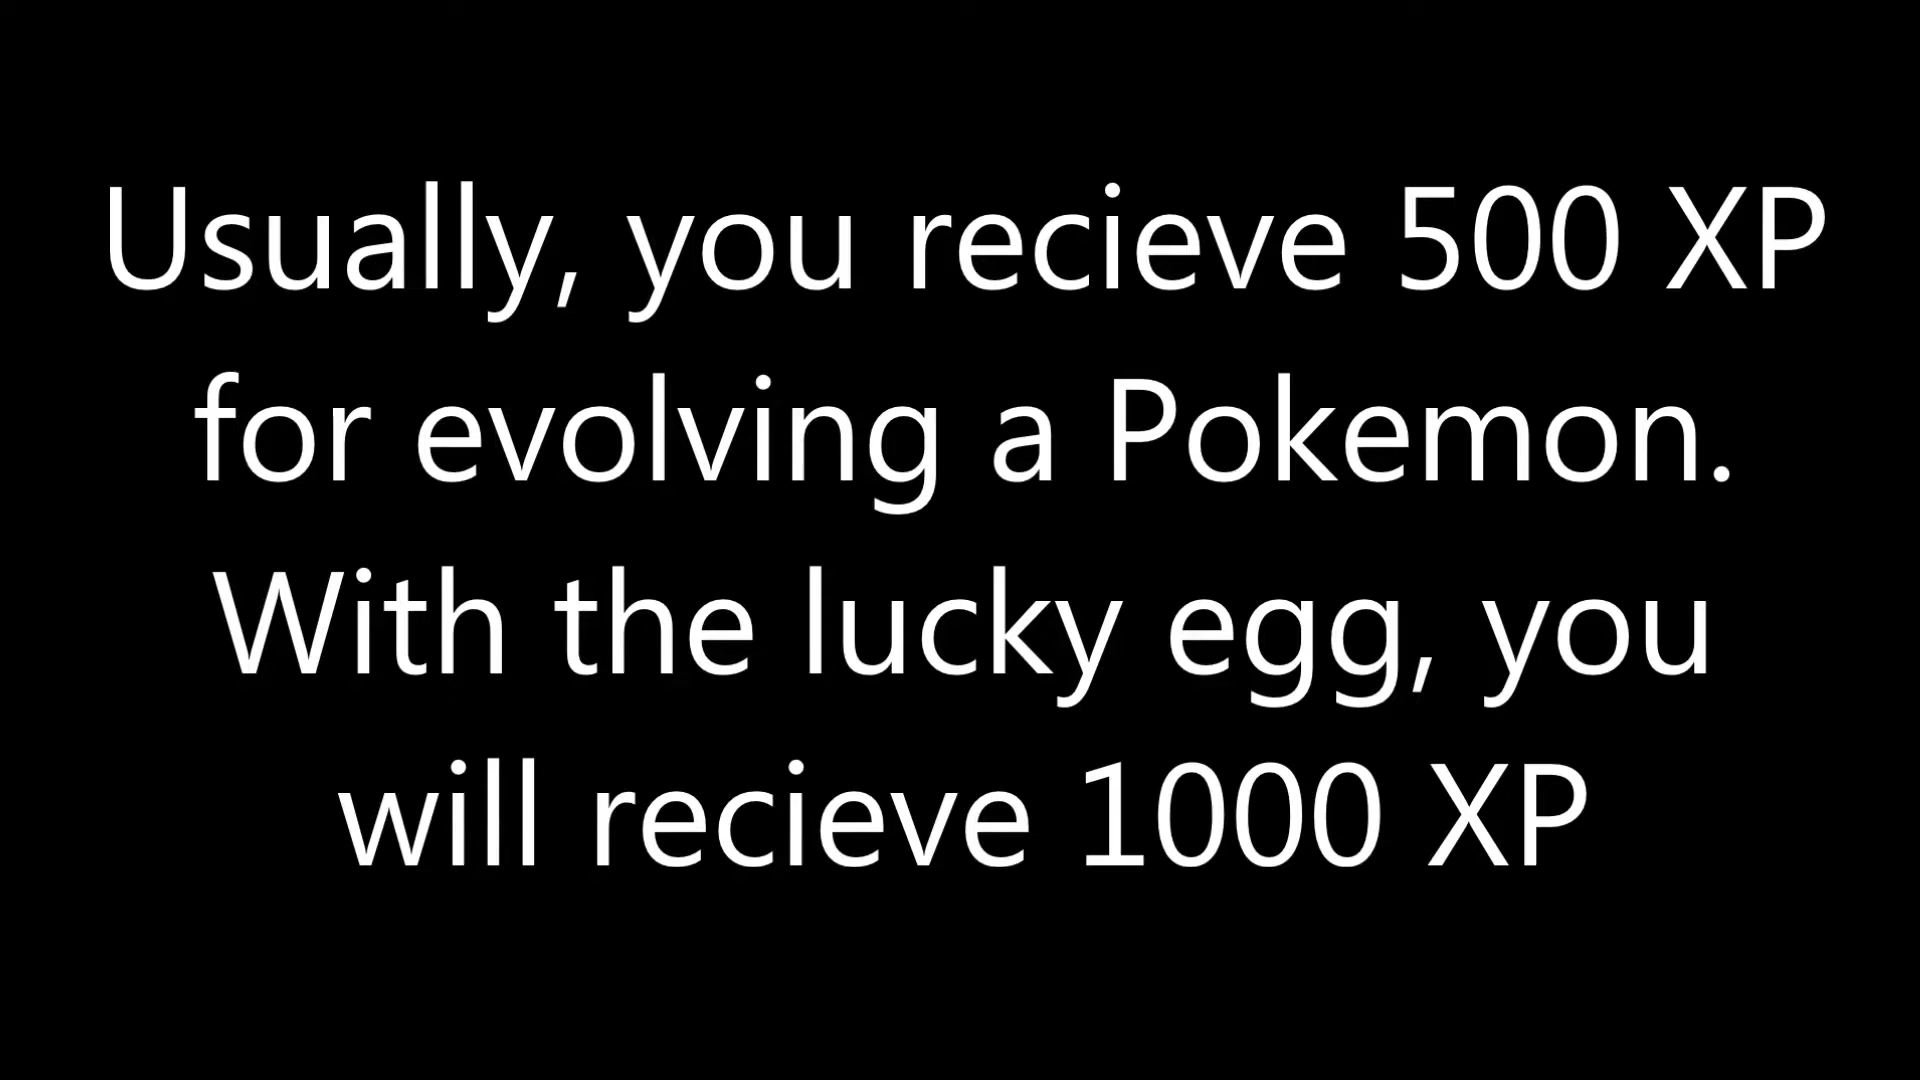 Usually, you recieve 500 XP
for evolving a Pokemon.
With the lucky egg, you
will recieve 1000 XP